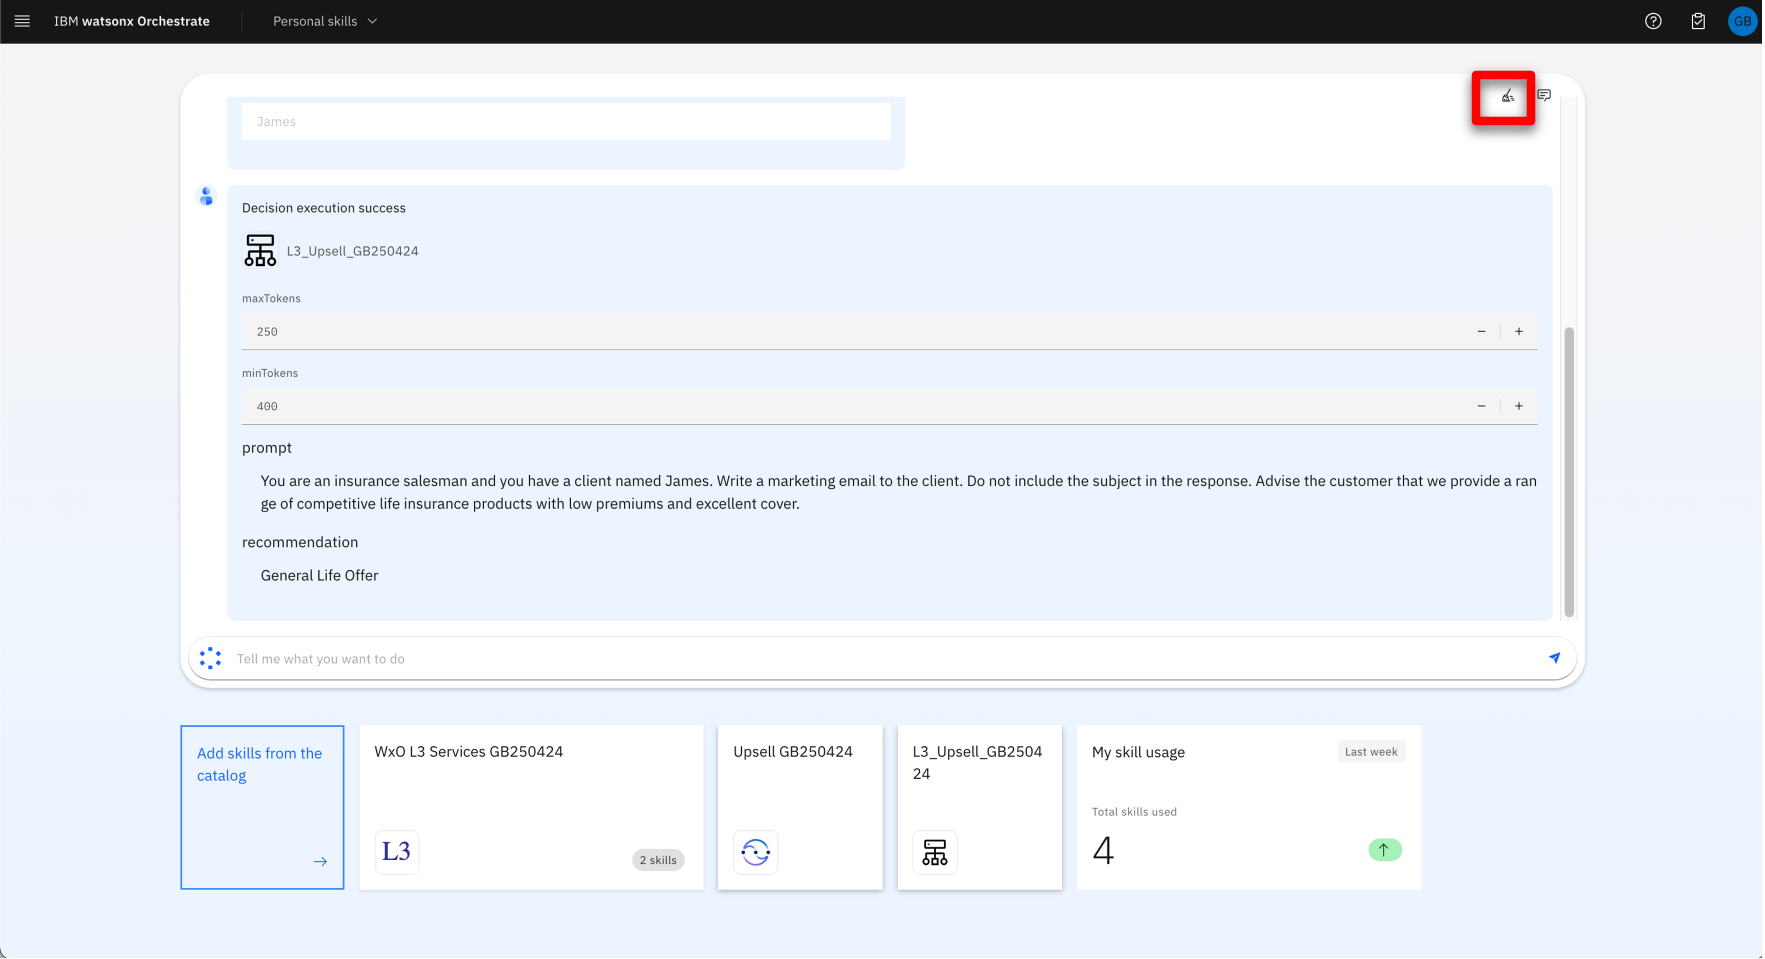 IBM watsonx Orchestrate
Personal skills
GB
James
Decision execution success
L3_Upsell_GB250424
maxTokens
250
minTokens
400
prompt
You are an insurance salesman and you have a client named James. Write a marketing email to the client. Do not include the subject in the response. Advise the customer that we provide a ran
ge of competitive life insurance products with low premiums and excellent cover.
recommendation
General Life Offer
Tell me what you want to do
Add skills from the
catalog
WxO L3 Services GB250424
L3
2 skills
Upsell GB250424
L3_Upsell_GB2504
24
My skill usage
Last week
Total skills used
4